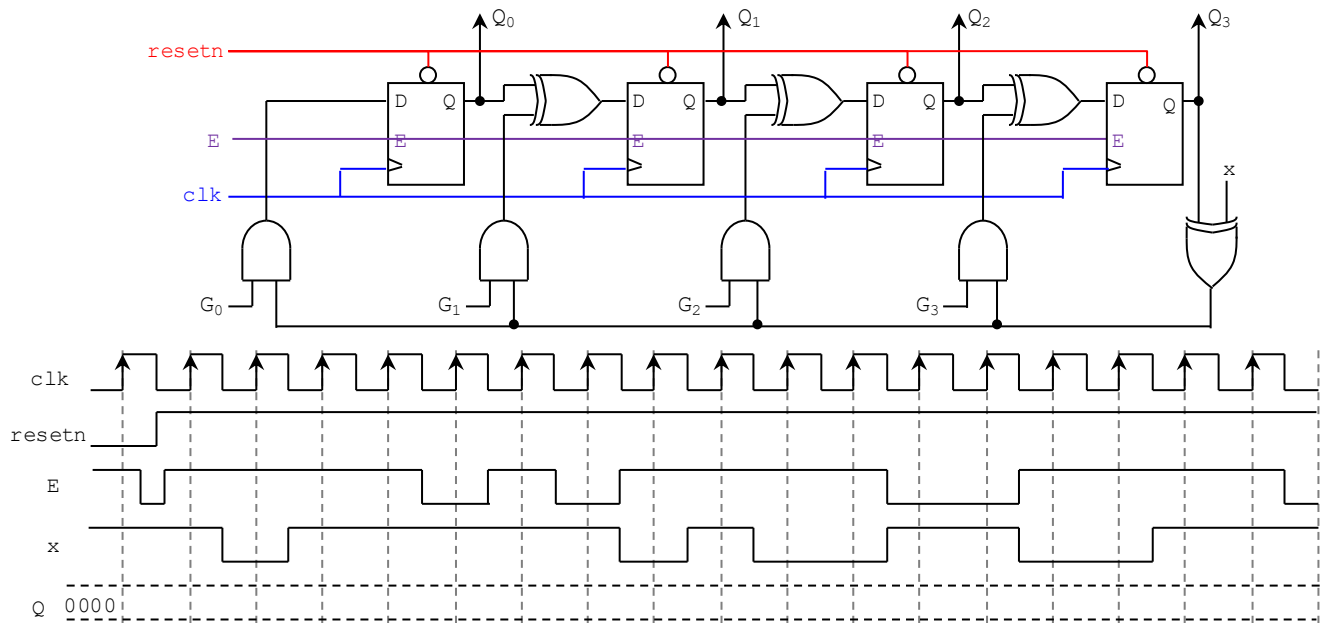 Q0 Q1 Q2 Q3
resetn
D Q D Q D Q D Q
E E E E E
x
clk
G0 G1 G2 G3
clk
resetn
E
x
Q 0000